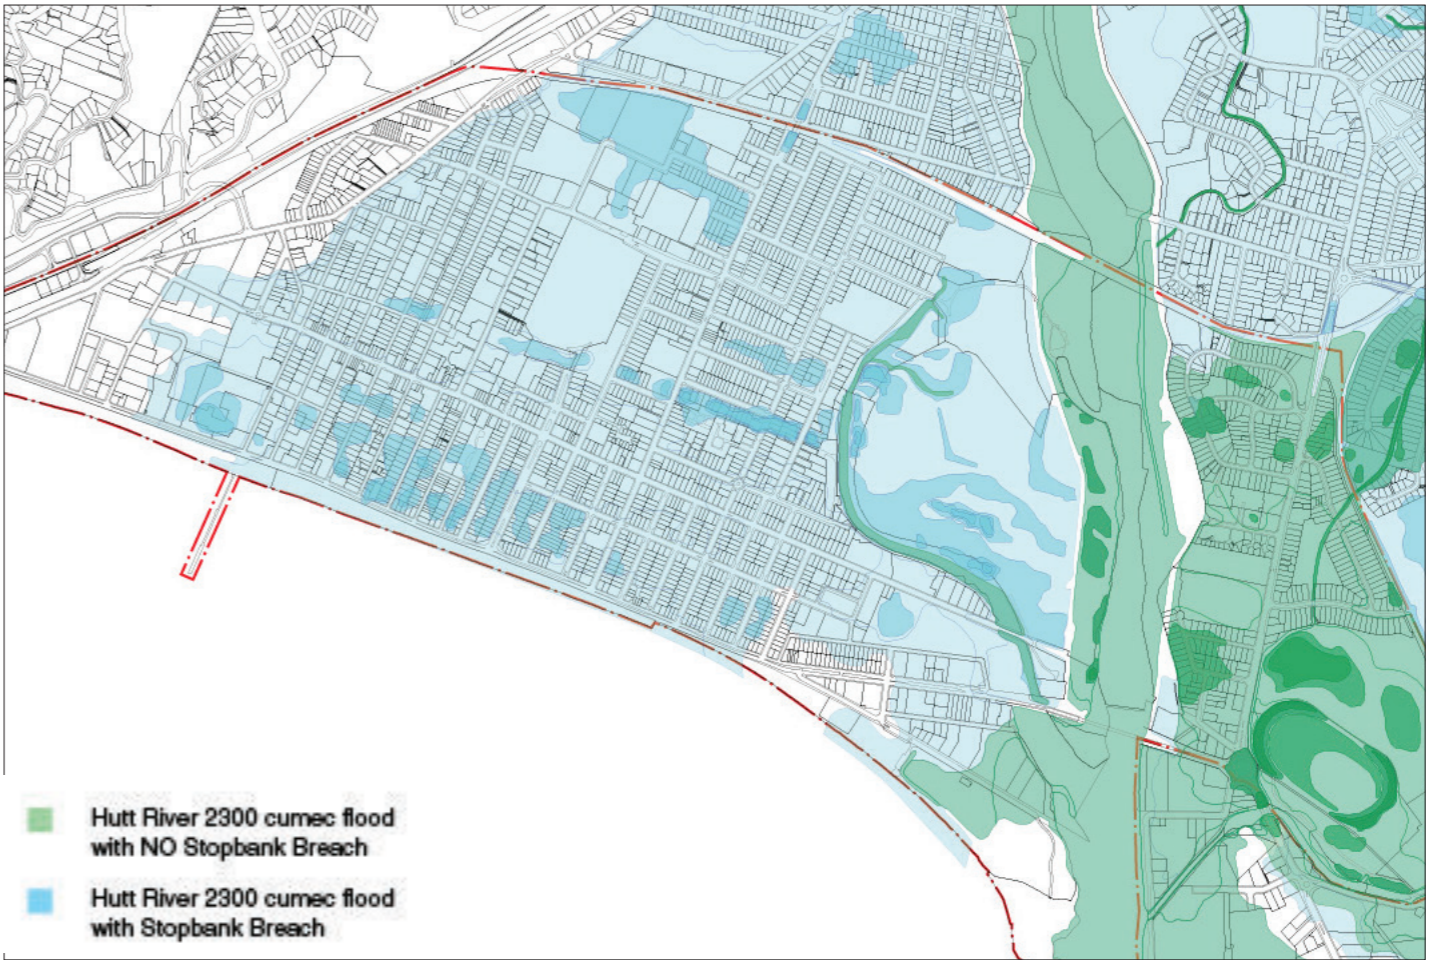 Hutt River 2300 cumec flood
with NO Stopbank Breach
Hutt River 2300 cumec flood
with Stopbank Breach